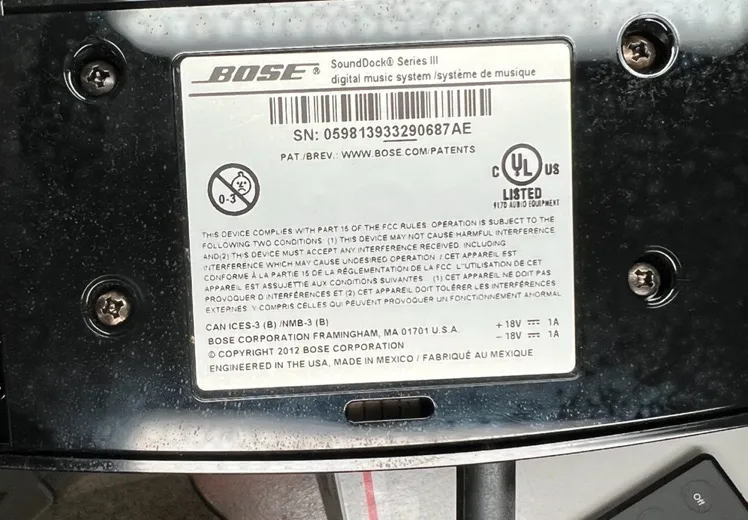 BOSE®
SoundDock® Series III
digital music system /système de musique
SN: 059813933290687AE
PAT./BREV.: WWW.BOSE.COM/PATENTS
0-3
C UL US
LISTED
9170 AUDIO EQUIPMENT
THIS DEVICE COMPLIES WITH PART 15 OF THE FCC RULES. OPERATION IS SUBJECT TO THE
FOLLOWING TWO CONDITIONS: (1) THIS DEVICE MAY NOT CAUSE HARMFUL INTERFERENCE
AND(2) THIS DEVICE MUST ACCEPT ANY INTERFERENCE RECEIVED, INCLUDING
INTERFERENCE WHICH MAY CAUSE UNDESIRED OPERATION / CET APPAREIL EST
CONFORME À LA PARTIE 15 DE LA RÉGLEMENTATION DE LA FCC. L'UTILISATION DE CET
APPAREIL EST ASSUJETTIE AUX CONDITIONS SUIVANTES : (1) CET APPAREIL NE DOIT PAS
PROVOQUER D'INTERFÉRENCES ET (2) CET APPAREIL DOIT TOLÉRER LES INTERFÉRENCES
EXTERNES, Y COMPRIS CELLES QUI PEUVENT PROVOQUER UN FONCTIONNEMENT ANORMAL
CAN ICES-3 (B) /NMB-3 (B)
BOSE CORPORATION FRAMINGHAM, MA 01701 U.S.A.
© COPYRIGHT 2012 BOSE CORPORATION
ENGINEERED IN THE USA, MADE IN MEXICO / FABRIQUÉ AU MEXIQUE
+ 18V ⎓ 1A
− 18V ⎓ 1A
Off